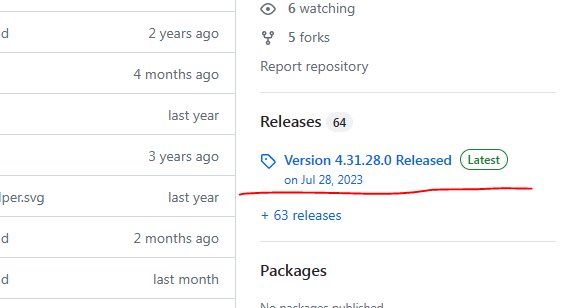 6 watching
d 2 years ago
5 forks
Report repository
4 months ago
last year
Releases 64
3 years ago
Version 4.31.28.0 Released Latest
on Jul 28, 2023
lper.svg last year
+ 63 releases
d 2 months ago
Packages
d last month
No packages published